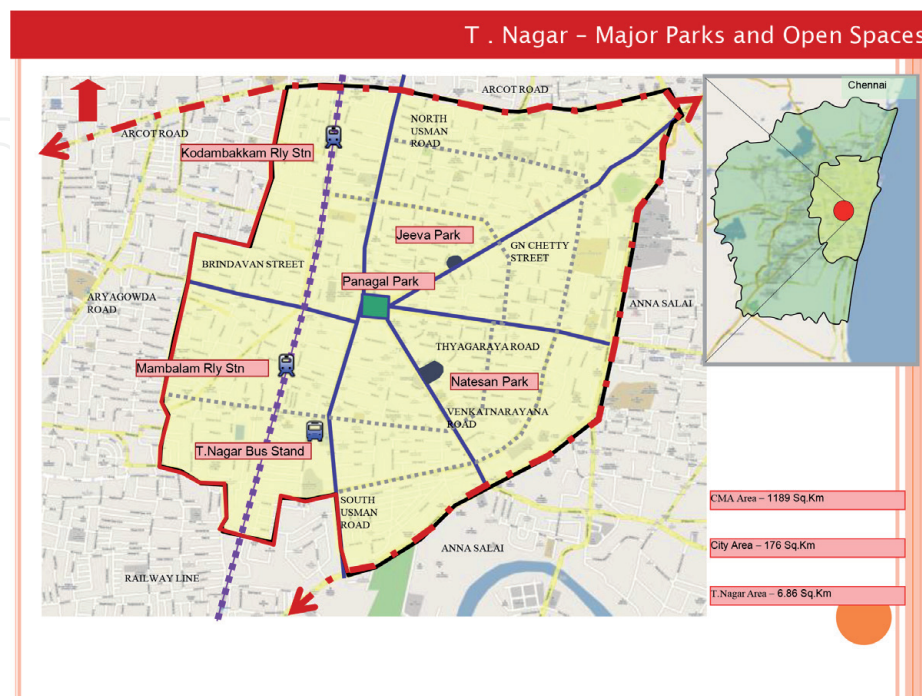 T . Nagar – Major Parks and Open Spaces
ARCOT ROAD
Chennai
ARCOT ROAD
NORTH
USMAN
ROAD
Kodambakkam Rly Stn
Jeeva Park
GN CHETTY
STREET
BRINDAVAN STREET
Panagal Park
ARYAGOWDA
ROAD
ANNA SALAI
THYAGARAYA ROAD
Mambalam Rly Stn
Natesan Park
VENKATNARAYANA
ROAD
T.Nagar Bus Stand
SOUTH
USMAN
ROAD
ANNA SALAI
RAILWAY LINE
CMA Area – 1189 Sq.Km
City Area – 176 Sq.Km
T.Nagar Area – 6.86 Sq.Km